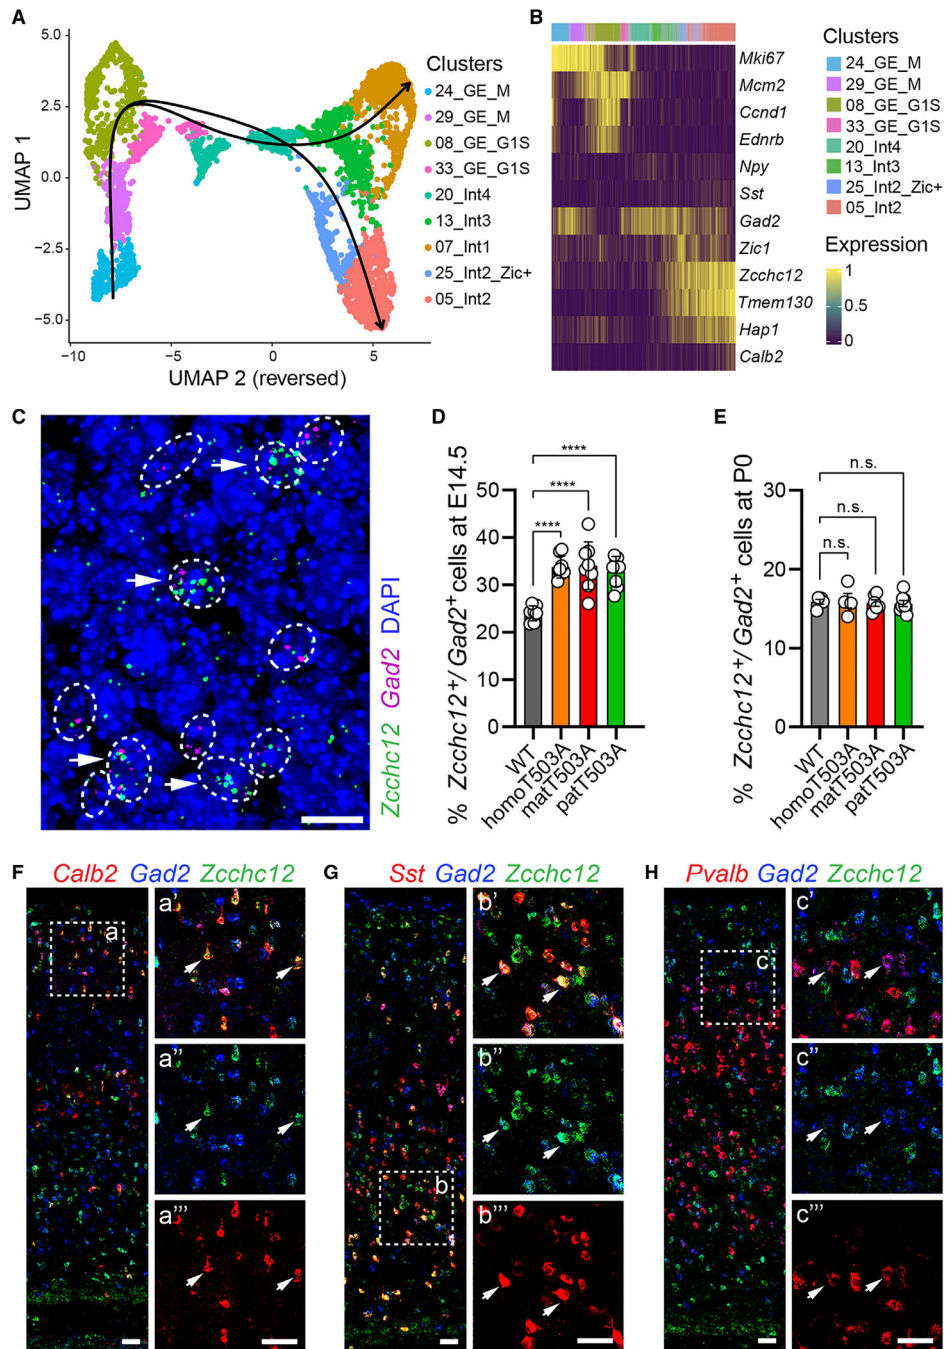 A
5.0
2.5
0.0
−2.5
−5.0
UMAP 1
−10
−5
0
5
UMAP 2 (reversed)
Clusters
24_GE_M
29_GE_M
08_GE_G1S
33_GE_G1S
20_Int4
13_Int3
07_Int1
25_Int2_Zic+
05_Int2
B
Mki67
Mcm2
Ccnd1
Ednrb
Npy
Sst
Gad2
Zic1
Zcchc12
Tmem130
Hap1
Calb2
Clusters
24_GE_M
29_GE_M
08_GE_G1S
33_GE_G1S
20_Int4
13_Int3
25_Int2_Zic+
05_Int2
Expression
1
0.5
0
C
Zcchc12 Gad2 DAPI
D
% Zcchc12+/ Gad2+ cells at E14.5
50
40
30
20
10
0
****
****
****
WT
homoT503A
matT503A
patT503A
E
% Zcchc12+/ Gad2+ cells at P0
30
20
10
0
n.s.
n.s.
n.s.
WT
homoT503A
matT503A
patT503A
F
Calb2 Gad2 Zcchc12
a
a'
a''
a'''
G
Sst Gad2 Zcchc12
b
b'
b''
b'''
H
Pvalb Gad2 Zcchc12
c
c'
c''
c'''